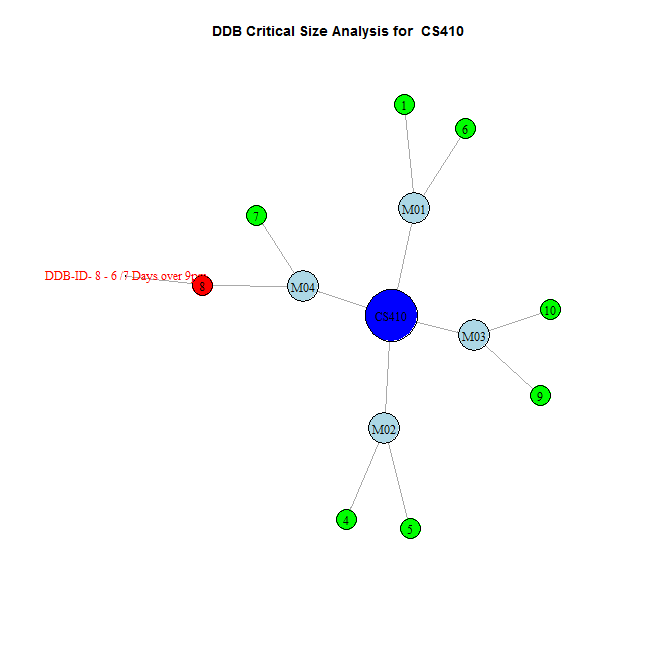 DDB Critical Size Analysis for CS410
1
6
M01
7
DDB-ID- 8 - 6 /7 Days over 9
8
M04
CS410
10
M03
9
M02
4
5